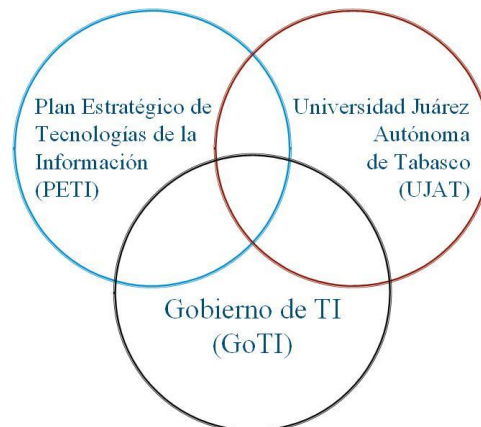 Plan Estratégico de
Tecnologías de la
Información
(PETI)
Universidad Juárez
Autónoma
de Tabasco
(UJAT)
Gobierno de TI
(GoTI)